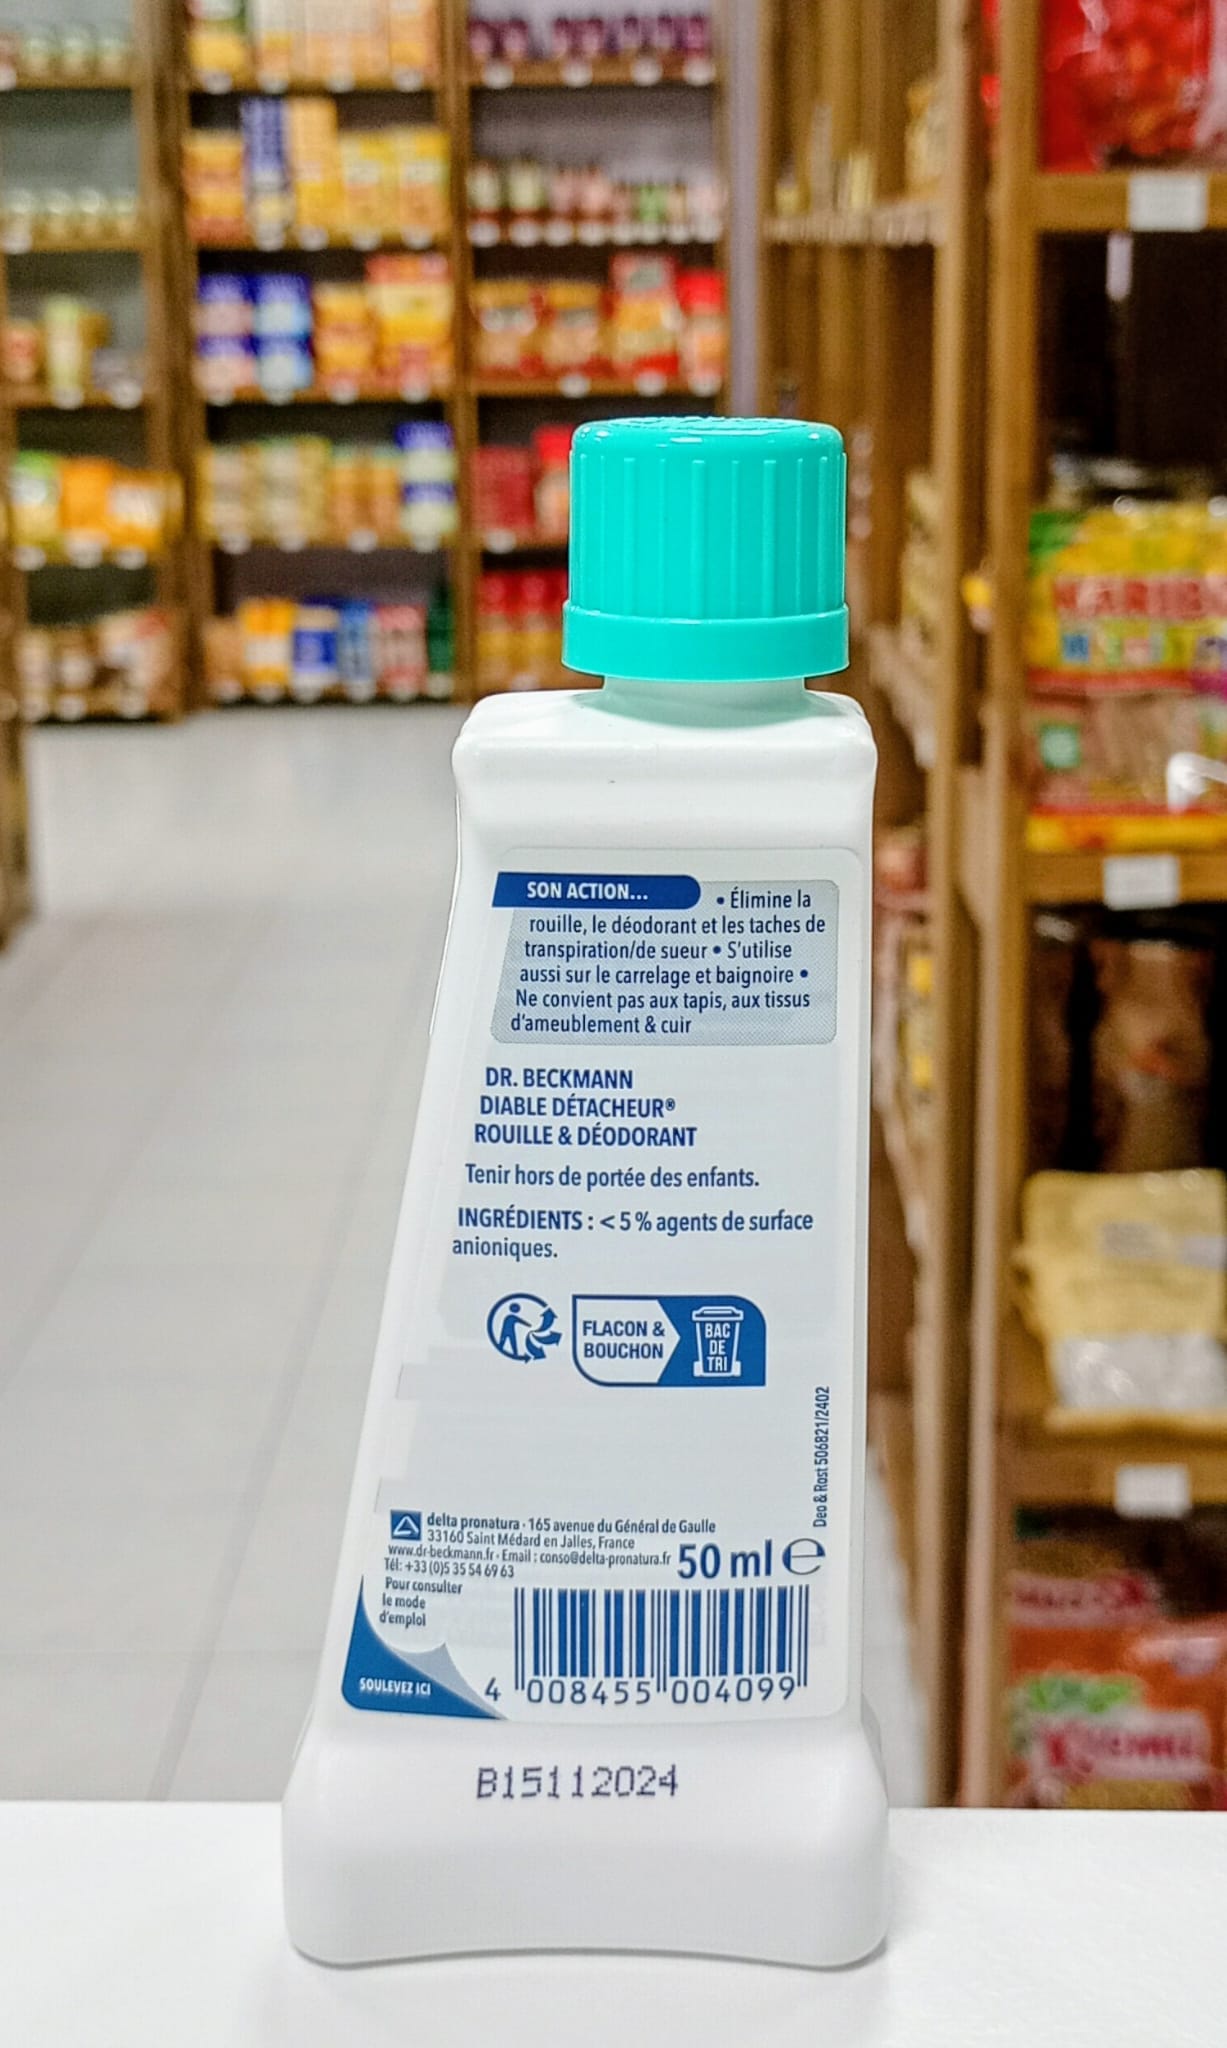 SON ACTION...
• Élimine la
rouille, le déodorant et les taches de
transpiration/de sueur • S'utilise
aussi sur le carrelage et baignoire •
Ne convient pas aux tapis, aux tissus
d'ameublement & cuir
DR. BECKMANN
DIABLE DÉTACHEUR®
ROUILLE & DÉODORANT
Tenir hors de portée des enfants.
INGRÉDIENTS : < 5 % agents de surface
anioniques.
FLACON &
BOUCHON
BAC
DE
TRI
Deo & Rost 506821/2402
delta pronatura · 165 avenue du Général de Gaulle
33160 Saint Médard en Jalles, France
www.dr-beckmann.fr · Email : conso@delta-pronatura.fr
Tél: +33 (0)5 35 54 69 63
50 ml ℮
Pour consulter
le mode
d'emploi
SOULEVEZ ICI
4 008455 004099
B15112024
HARIBO